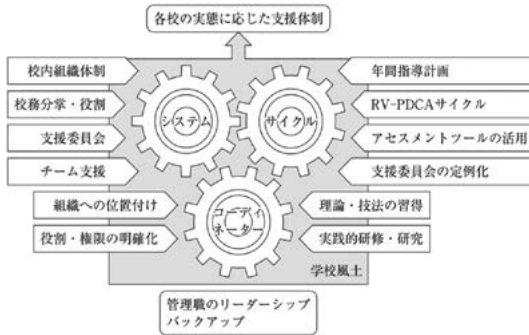 各校の実態に応じた支援体制
校内組織体制
校務分掌・役割
支援委員会
チーム支援
組織への位置付け
役割・権限の明確化
システム
サイクル
コーディ
ネーター
年間指導計画
RV-PDCAサイクル
アセスメントツールの活用
支援委員会の定例化
理論・技法の習得
実践的研修・研究
学校風土
管理職のリーダーシップ
バックアップ